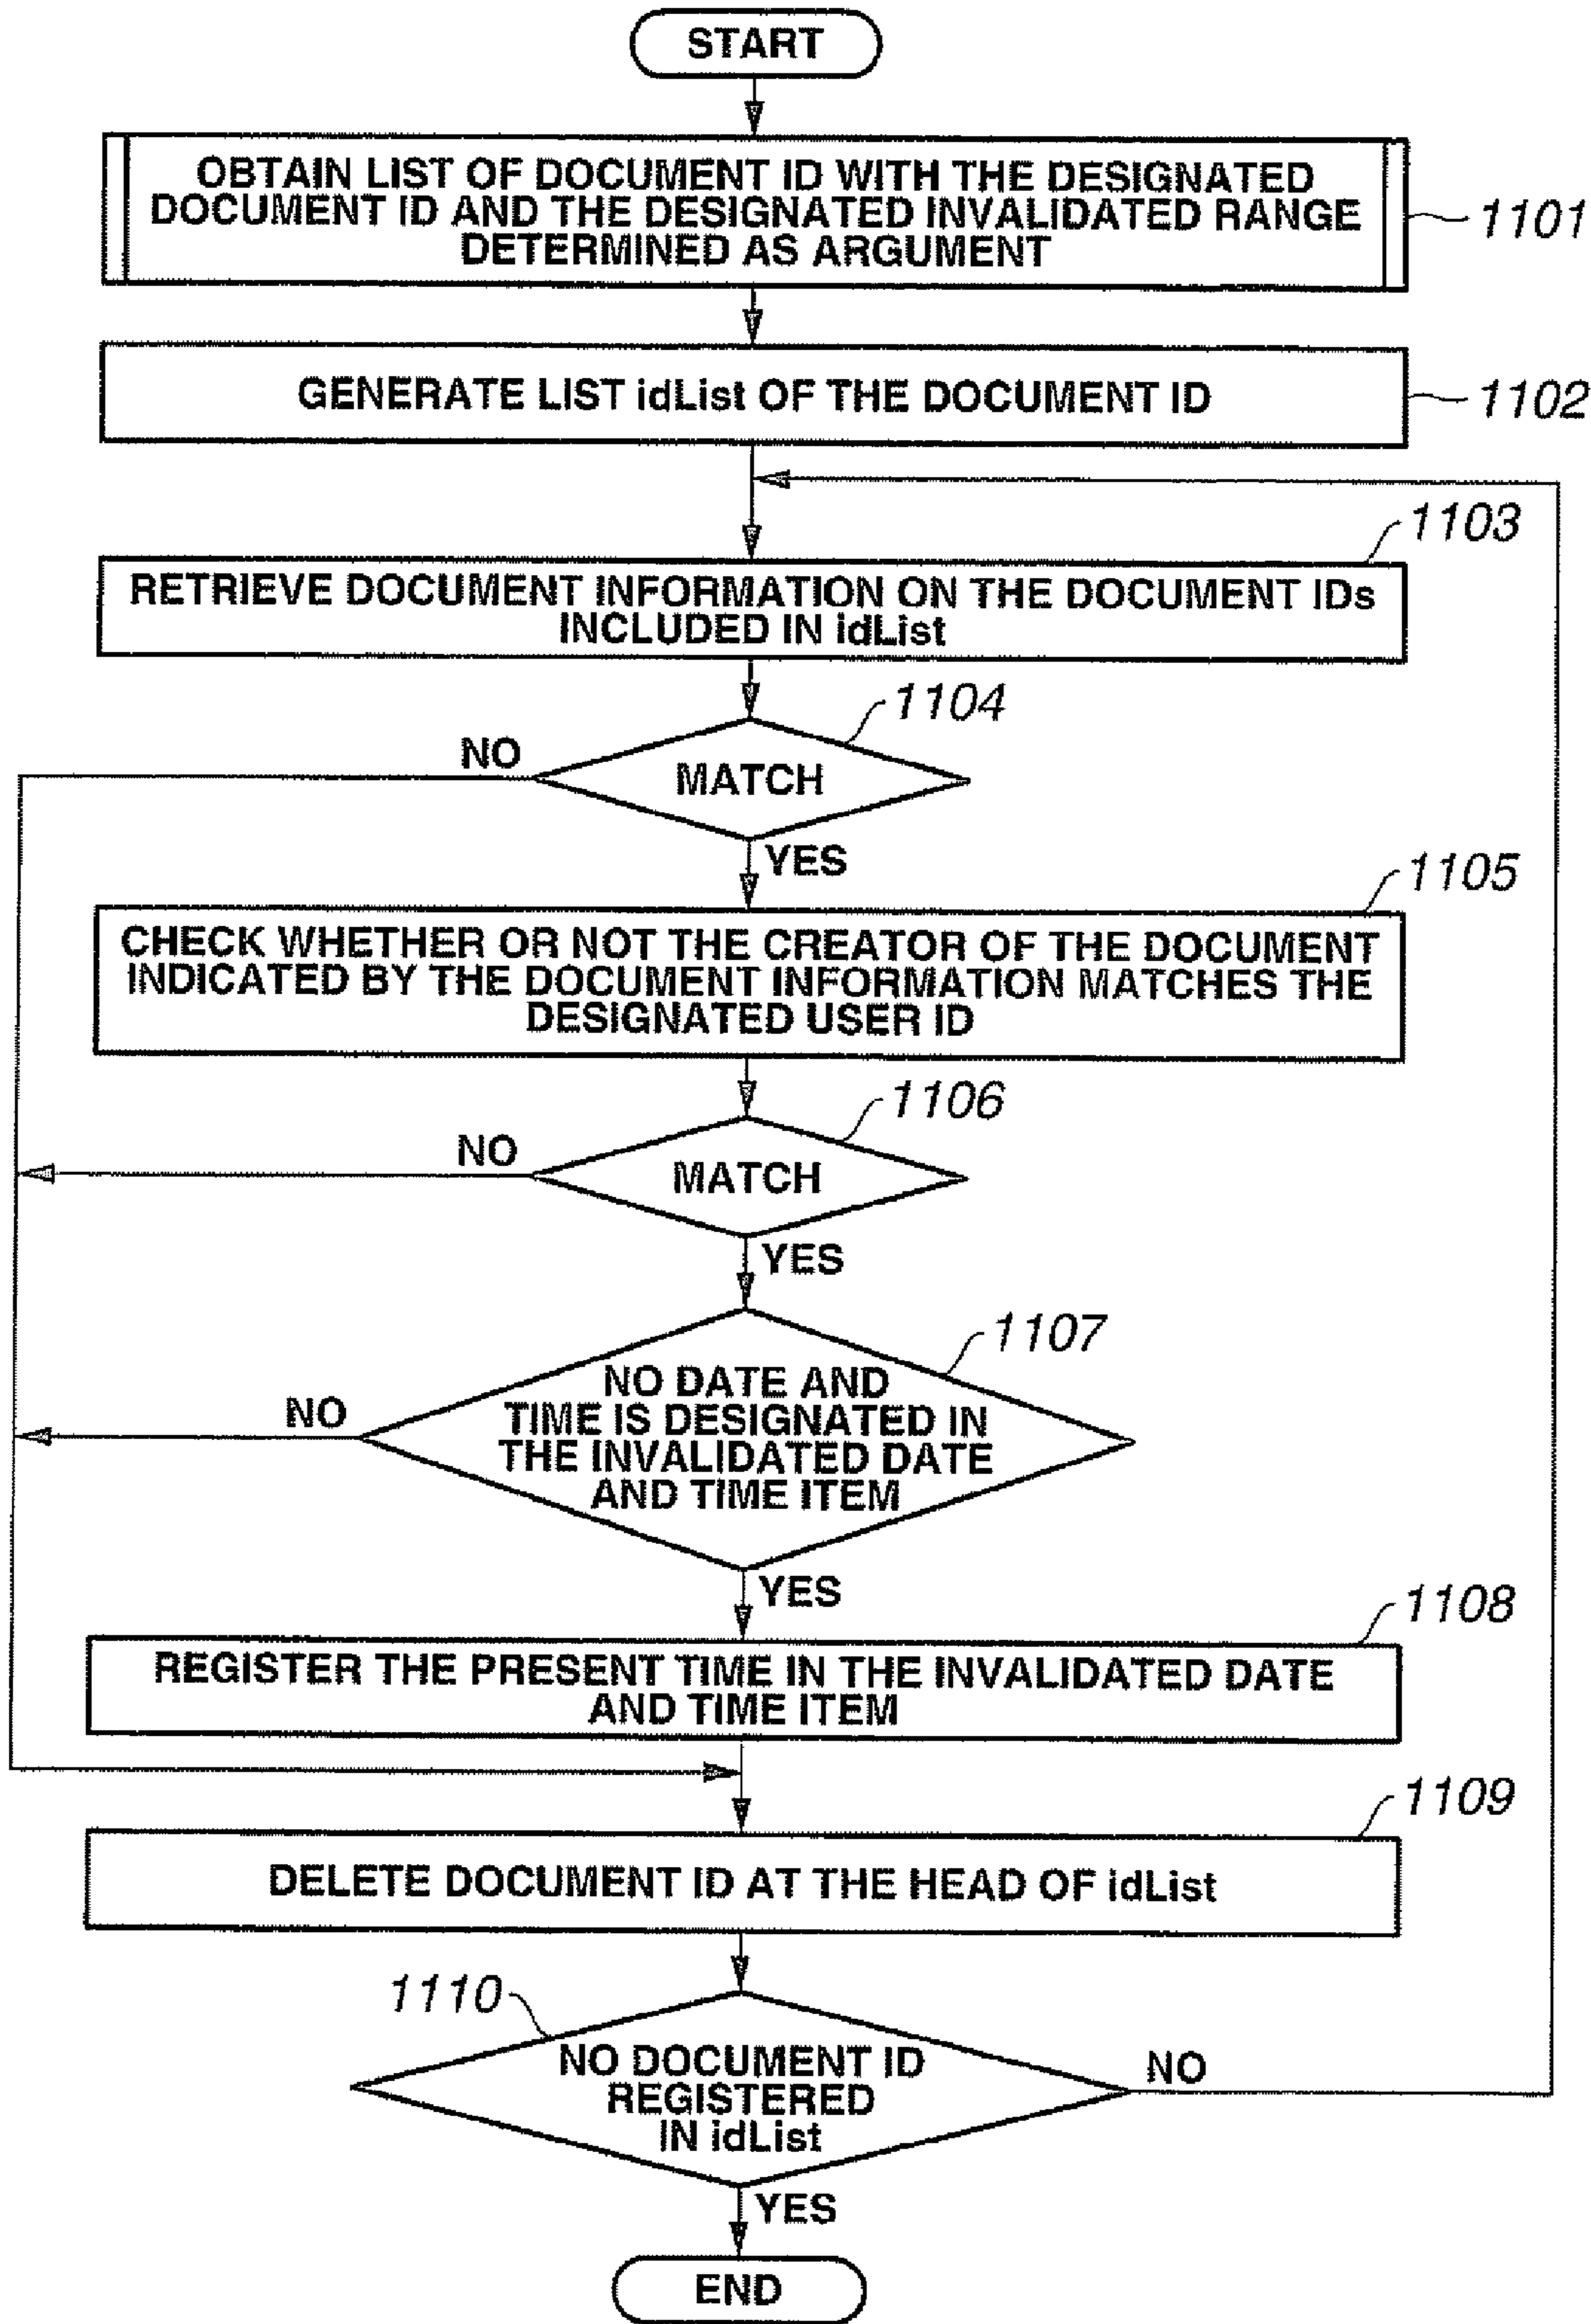 START
OBTAIN LIST OF DOCUMENT ID WITH THE DESIGNATED
DOCUMENT ID AND THE DESIGNATED INVALIDATED RANGE
DETERMINED AS ARGUMENT
1101
GENERATE LIST idList OF THE DOCUMENT ID
1102
1103
RETRIEVE DOCUMENT INFORMATION ON THE DOCUMENT IDs
INCLUDED IN idList
1104
NO
MATCH
YES
1105
CHECK WHETHER OR NOT THE CREATOR OF THE DOCUMENT
INDICATED BY THE DOCUMENT INFORMATION MATCHES THE
DESIGNATED USER ID
1106
NO
MATCH
YES
1107
NO DATE AND
TIME IS DESIGNATED IN
THE INVALIDATED DATE
AND TIME ITEM
NO
YES
1108
REGISTER THE PRESENT TIME IN THE INVALIDATED DATE
AND TIME ITEM
1109
DELETE DOCUMENT ID AT THE HEAD OF idList
1110
NO DOCUMENT ID
REGISTERED
IN idList
NO
YES
END